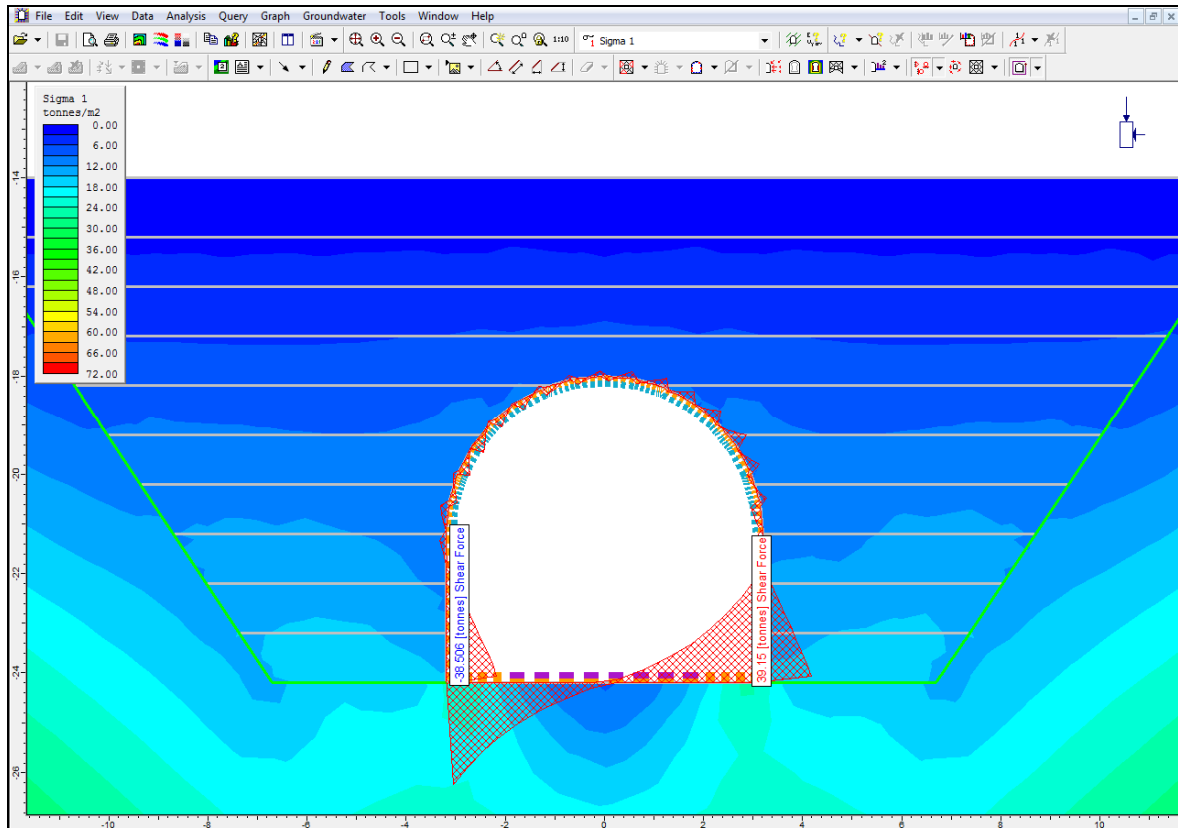 File Edit View Data Analysis Query Graph Groundwater Tools Window Help
1:10 σ1 Sigma 1
Sigma 1
tonnes/m2
0.00
6.00
12.00
18.00
24.00
30.00
36.00
42.00
48.00
54.00
60.00
66.00
72.00
-14
-16
-18
-20
-22
-24
-26
-38.506 [tonnes] Shear Force
39.15 [tonnes] Shear Force
-10 -8 -6 -4 -2 0 2 4 6 8 10